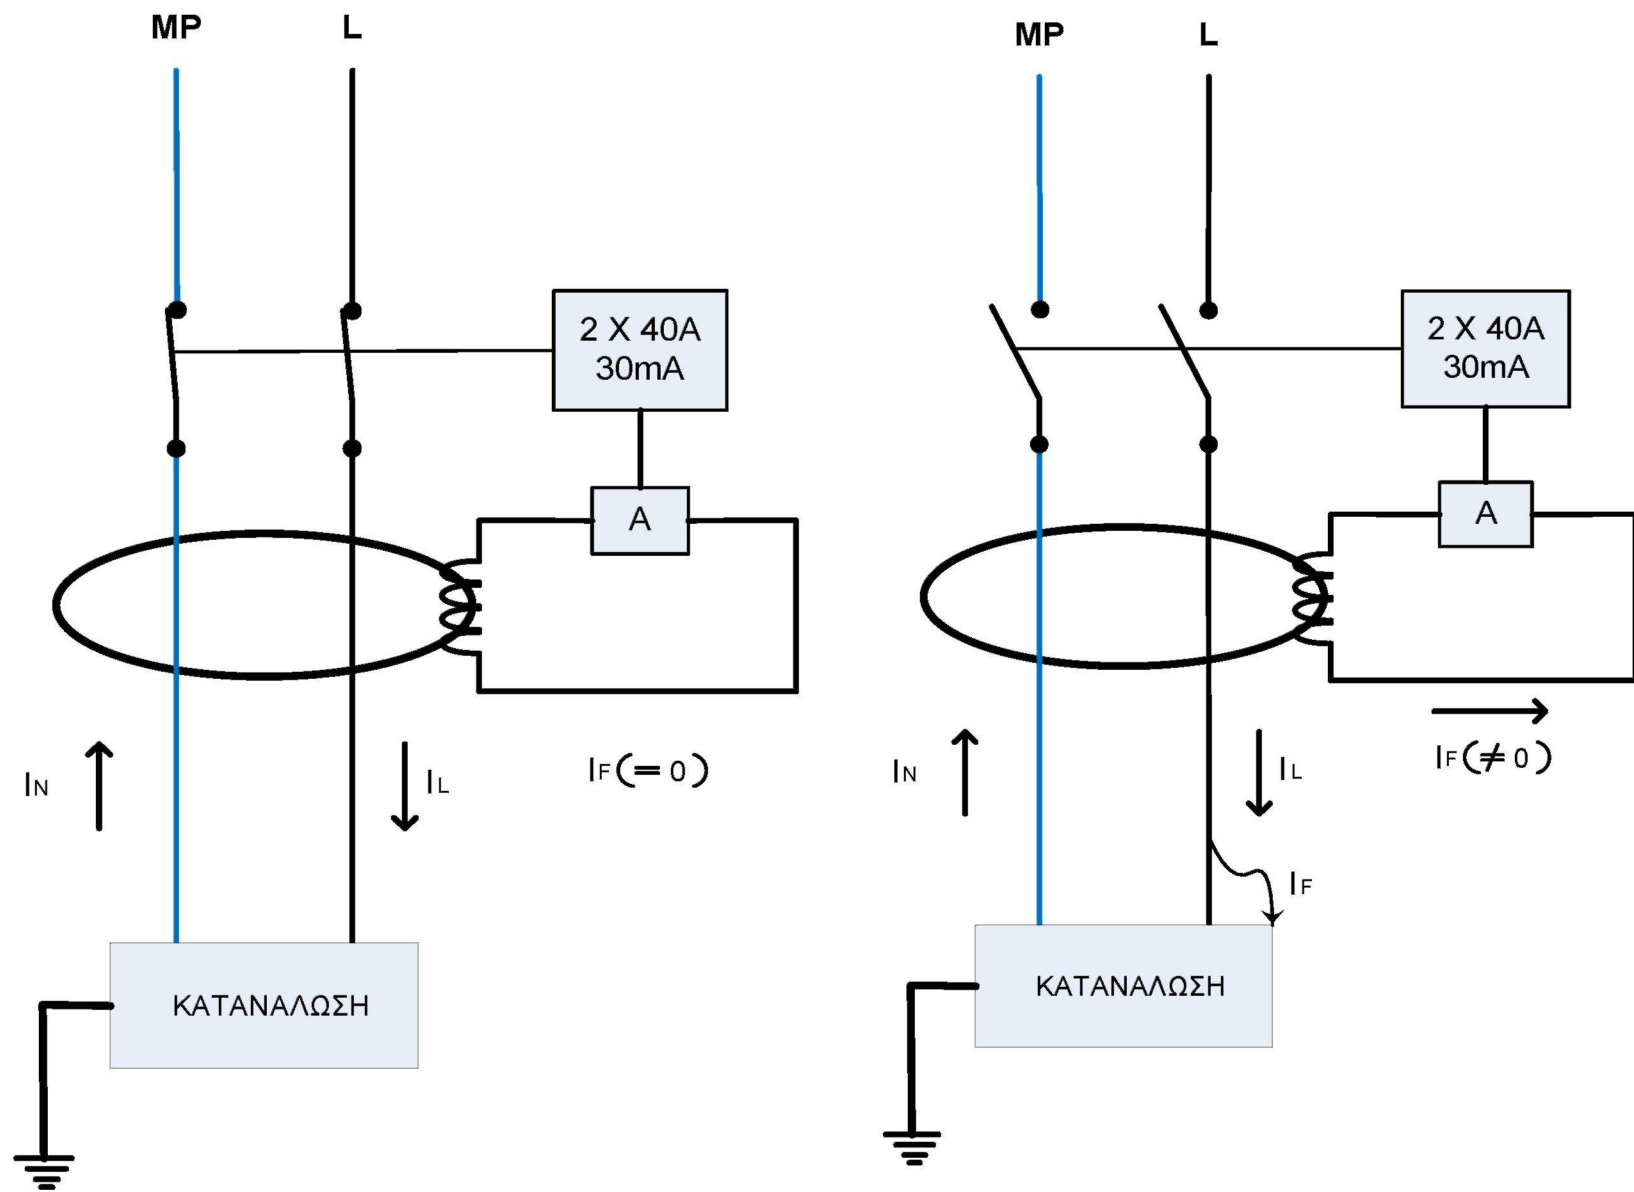 MP L
2 X 40A
30mA
A
IN
IL
IF(=0)
ΚΑΤΑΝΑΛΩΣΗ
MP L
2 X 40A
30mA
A
IN
IL
IF(≠0)
IF
ΚΑΤΑΝΑΛΩΣΗ